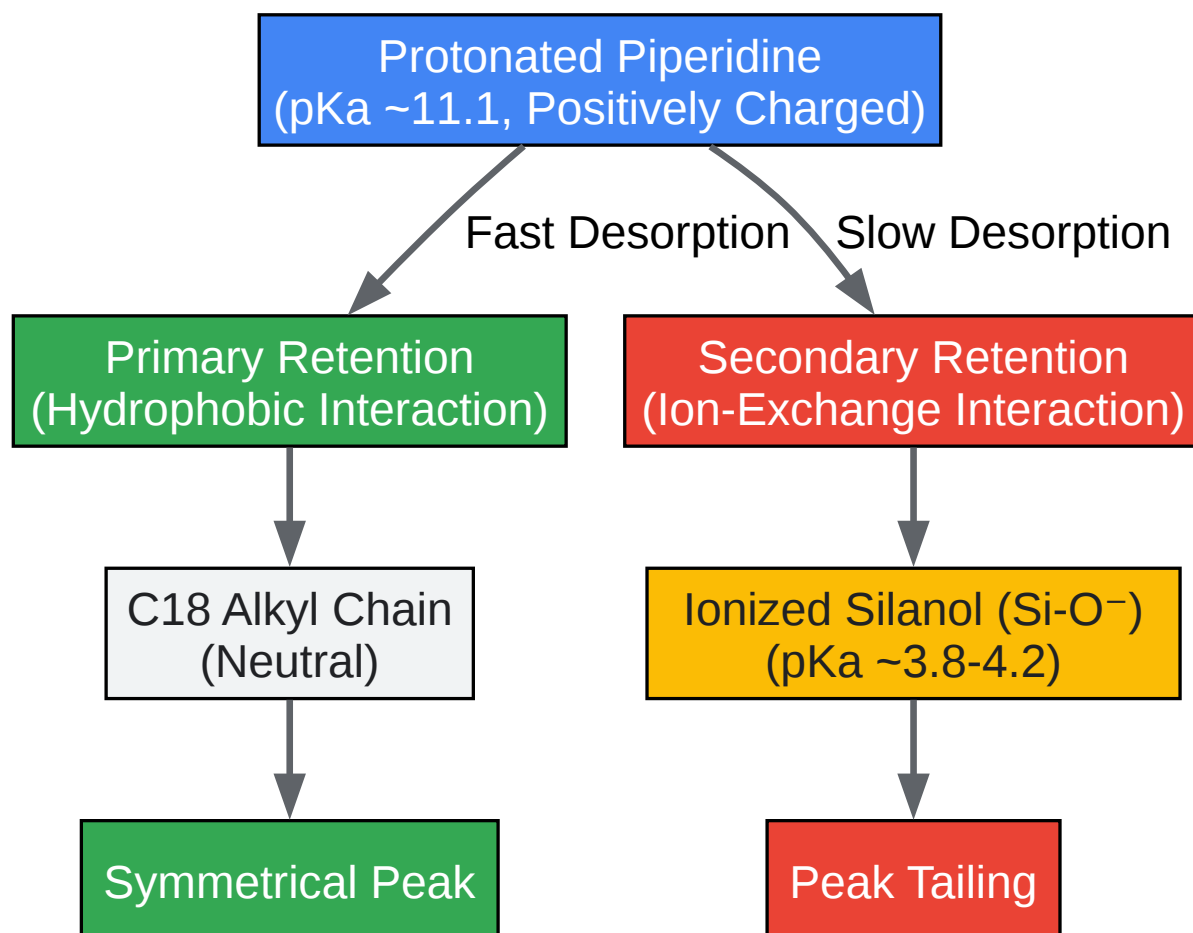 Protonated Piperidine
(pKa ~11.1, Positively Charged)
Fast Desorption
Slow Desorption
Primary Retention
(Hydrophobic Interaction)
Secondary Retention
(Ion-Exchange Interaction)
C18 Alkyl Chain
(Neutral)
Ionized Silanol (Si-O⁻)
(pKa ~3.8-4.2)
Symmetrical Peak
Peak Tailing